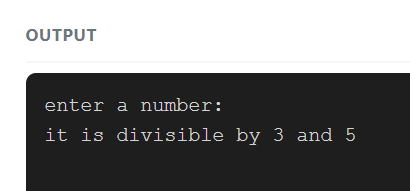 OUTPUT
enter a number:
it is divisible by 3 and 5